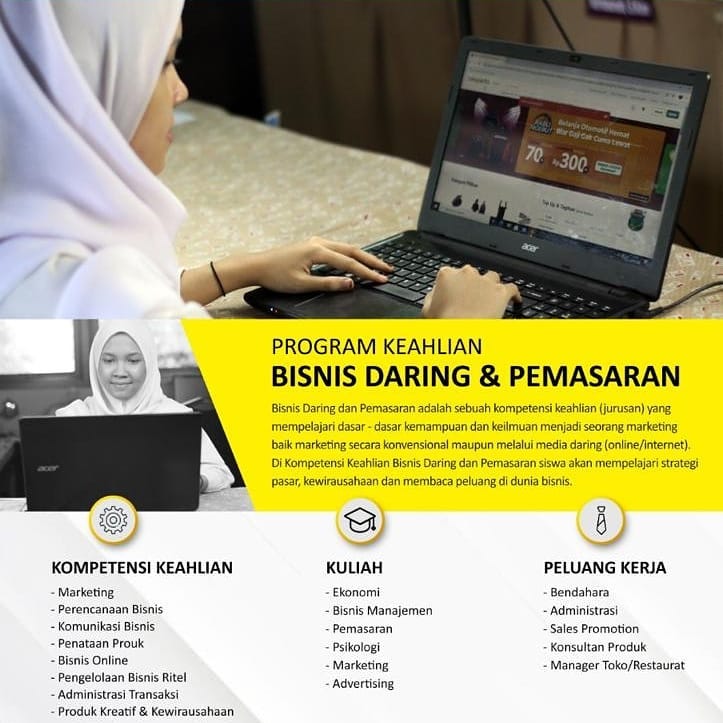 tokopedia
Belanja Otomotif Hemat
70% Rp300
acer
PROGRAM KEAHLIAN
BISNIS DARING & PEMASARAN
Bisnis Daring dan Pemasaran adalah sebuah kompetensi keahlian (jurusan) yang
mempelajari dasar - dasar kemampuan dan keilmuan menjadi seorang marketing
baik marketing secara konvensional maupun melalui media daring (online/internet).
Di Kompetensi Keahlian Bisnis Daring dan Pemasaran siswa akan mempelajari strategi
pasar, kewirausahaan dan membaca peluang di dunia bisnis.
acer
KOMPETENSI KEAHLIAN
- Marketing
- Perencanaan Bisnis
- Komunikasi Bisnis
- Penataan Prouk
- Bisnis Online
- Pengelolaan Bisnis Ritel
- Administrasi Transaksi
- Produk Kreatif & Kewirausahaan
KULIAH
- Ekonomi
- Bisnis Manajemen
- Pemasaran
- Psikologi
- Marketing
- Advertising
PELUANG KERJA
- Bendahara
- Administrasi
- Sales Promotion
- Konsultan Produk
- Manager Toko/Restaurat